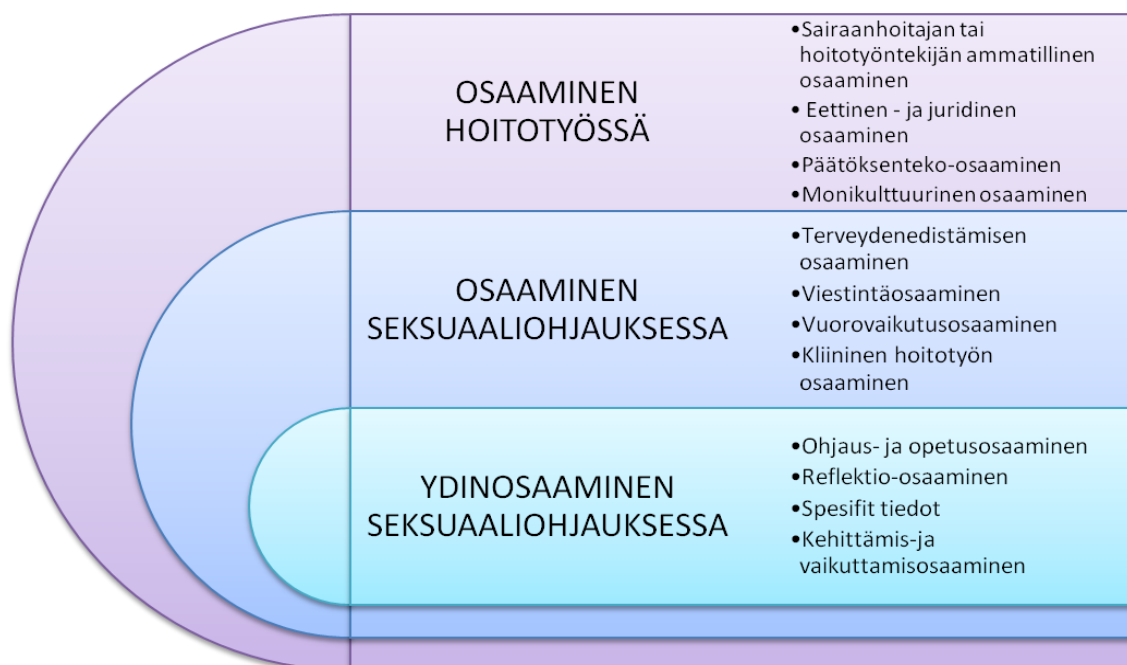 OSAAMINEN
HOITOTYÖSSÄ
•Sairaanhoitajan tai
hoitotyöntekijän ammatillinen
osaaminen
• Eettinen - ja juridinen
osaaminen
•Päätöksenteko-osaaminen
•Monikulttuurinen osaaminen
OSAAMINEN
SEKSUAALIOHJAUKSESSA
•Terveydenedistämisen
osaaminen
•Viestintäosaaminen
•Vuorovaikutusosaaminen
•Kliininen hoitotyön
osaaminen
YDINOSAAMINEN
SEKSUAALIOHJAUKSESSA
•Ohjaus- ja opetusosaaminen
•Reflektio-osaaminen
•Spesifit tiedot
•Kehittämis-ja
vaikuttamisosaaminen